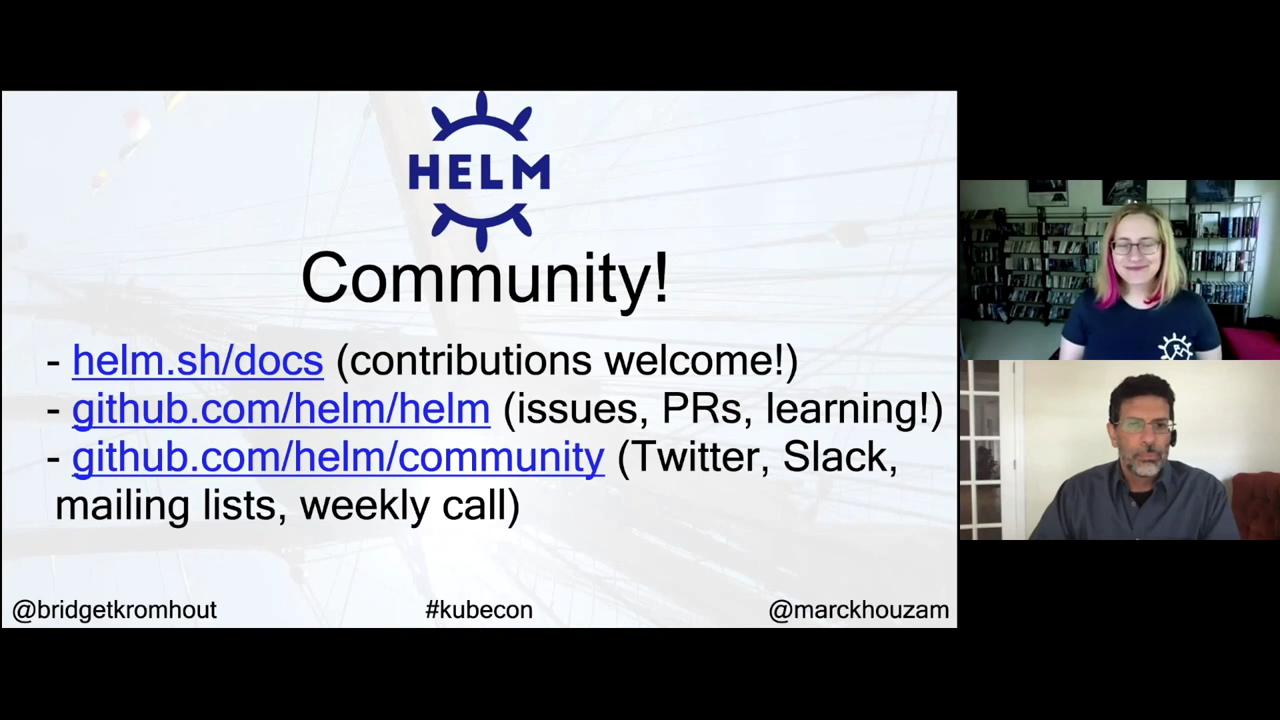 HELM
Community!
- helm.sh/docs (contributions welcome!)
- github.com/helm/helm (issues, PRs, learning!)
- github.com/helm/community (Twitter, Slack,
mailing lists, weekly call)
@bridgetkromhout #kubecon @marckhouzam